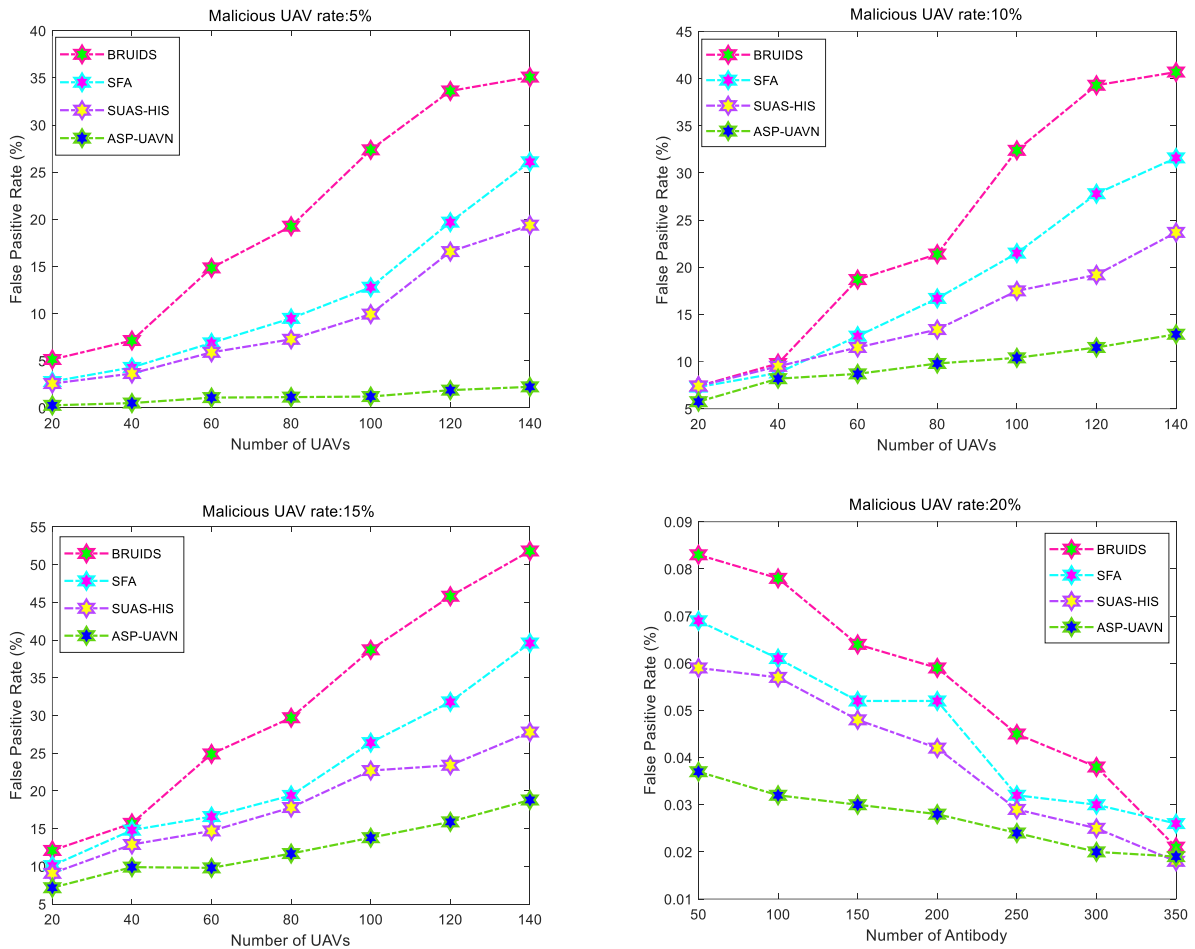 Malicious UAV rate:5%
40
35
30
25
20
15
10
5
0
False Pasitive Rate (%)
BRUIDS
SFA
SUAS-HIS
ASP-UAVN
20 40 60 80 100 120 140
Number of UAVs
Malicious UAV rate:10%
45
40
35
30
25
20
15
10
5
False Pasitive Rate (%)
BRUIDS
SFA
SUAS-HIS
ASP-UAVN
20 40 60 80 100 120 140
Number of UAVs
Malicious UAV rate:15%
55
50
45
40
35
30
25
20
15
10
5
False Pasitive Rate (%)
BRUIDS
SFA
SUAS-HIS
ASP-UAVN
20 40 60 80 100 120 140
Number of UAVs
Malicious UAV rate:20%
0.09
0.08
0.07
0.06
0.05
0.04
0.03
0.02
0.01
False Pasitive Rate (%)
BRUIDS
SFA
SUAS-HIS
ASP-UAVN
50 100 150 200 250 300 350
Number of Antibody